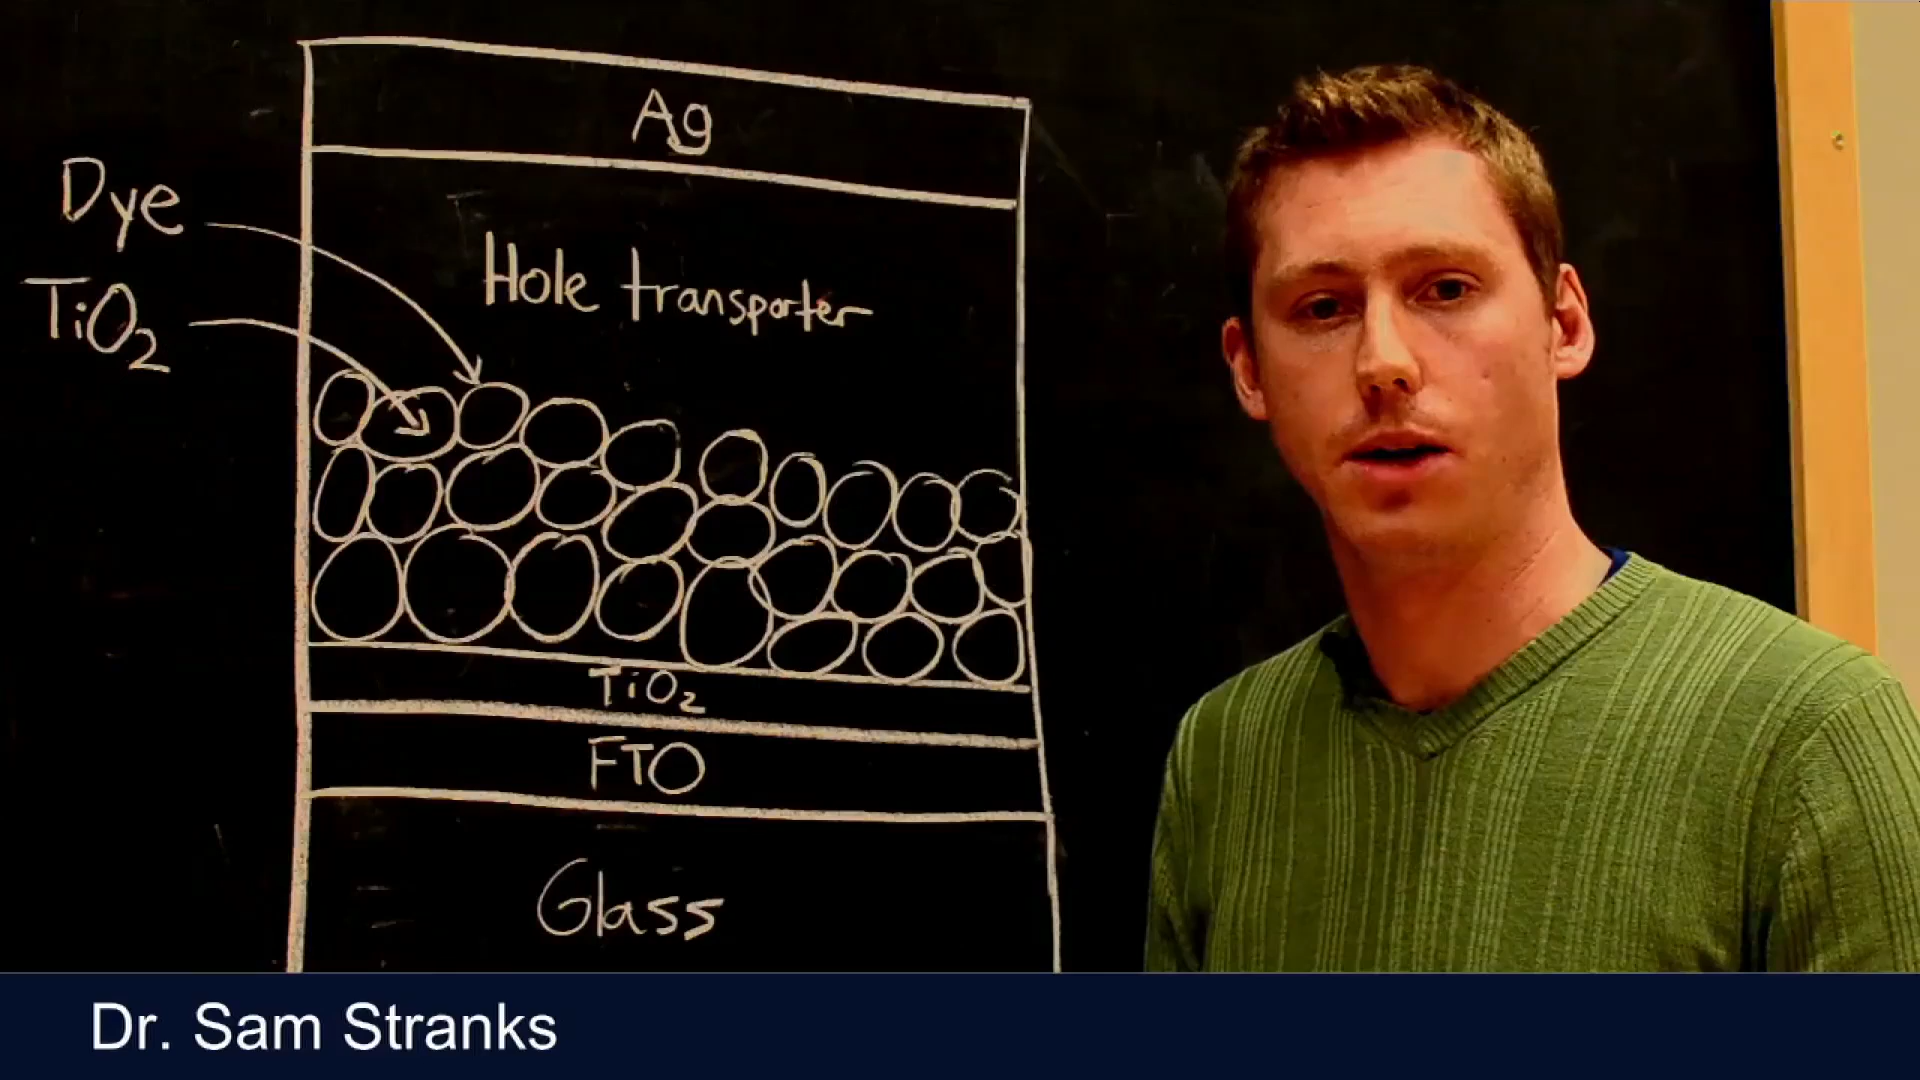 Ag
Dye
Hole transporter
TiO₂
TiO₂
FTO
Glass
Dr. Sam Stranks